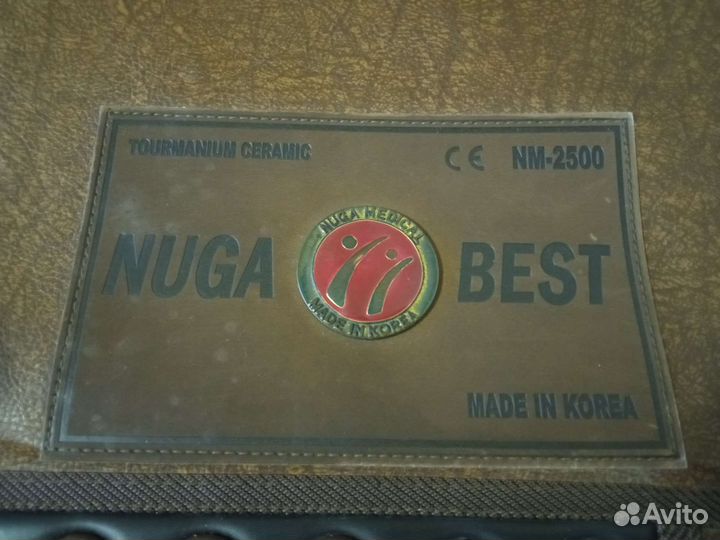 TOURMANIUM CERAMIC
CE NM-2500
NUGA BEST
NUGA MEDICAL
MADE IN KOREA
MADE IN KOREA
Avito